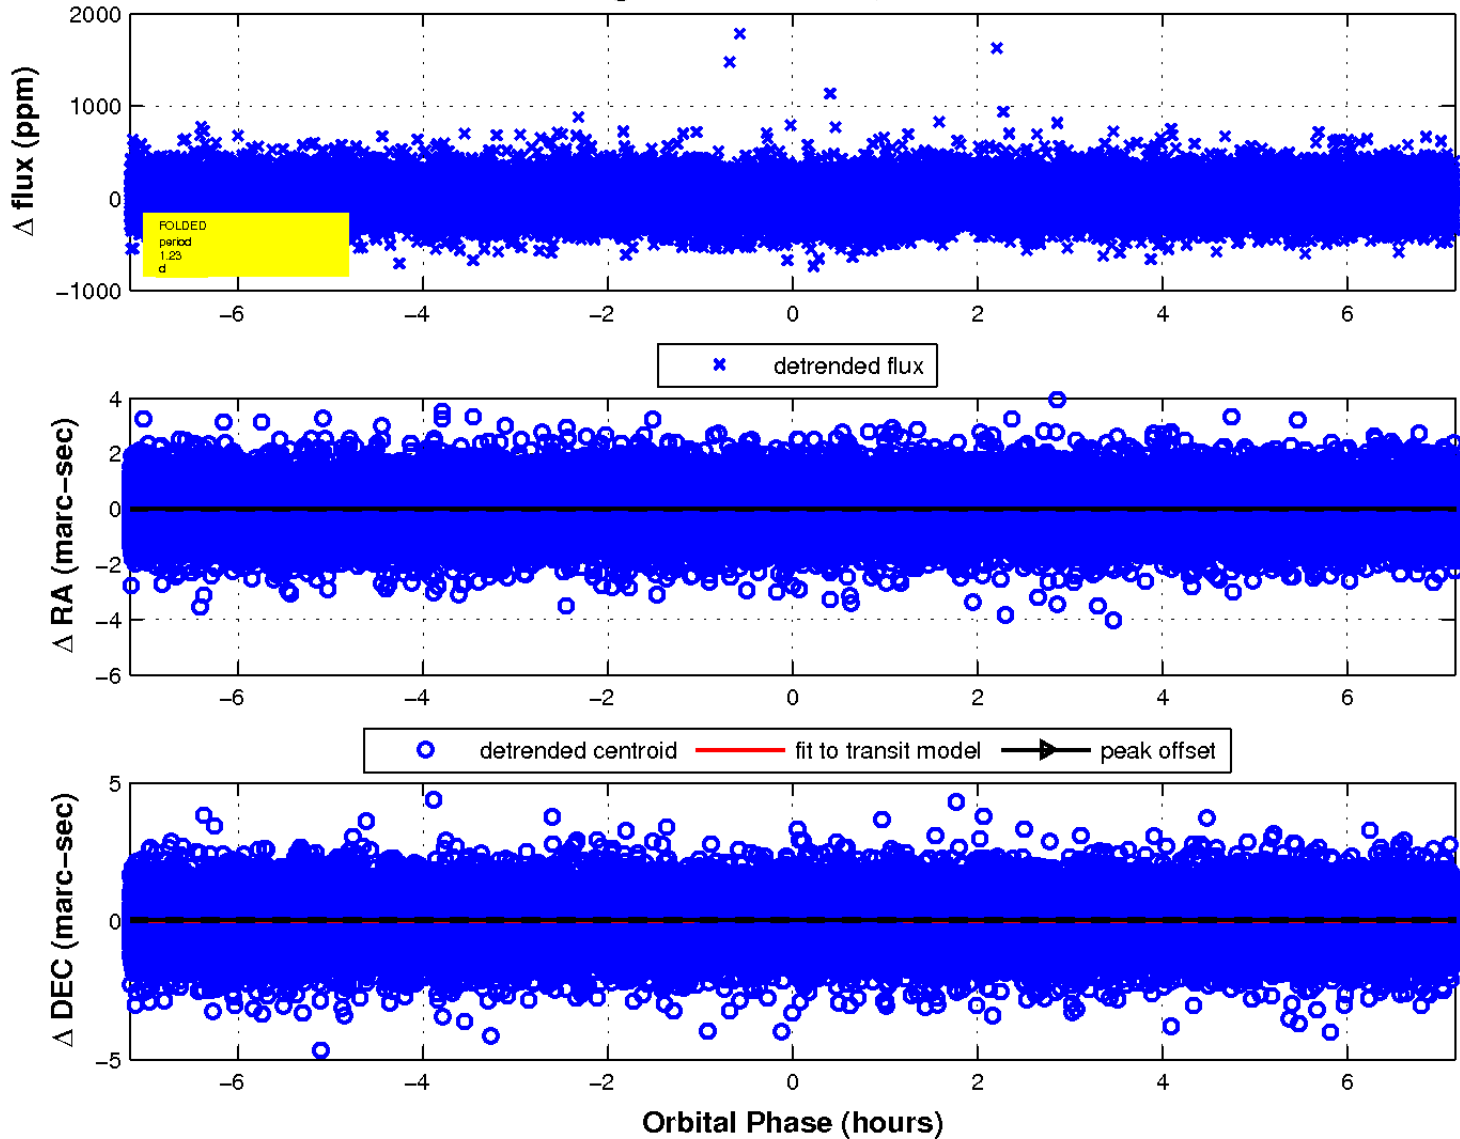 2000
1000
0
−1000
Δ flux (ppm)
FOLDED
period
1.23
d
−6 −4 −2 0 2 4 6
detrended flux
4
2
0
−2
−4
−6
Δ RA (marc−sec)
−6 −4 −2 0 2 4 6
detrended centroid fit to transit model peak offset
5
0
−5
Δ DEC (marc−sec)
−6 −4 −2 0 2 4 6
Orbital Phase (hours)